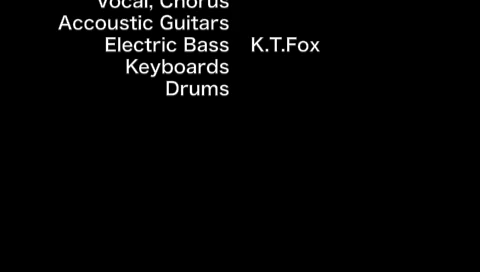 Vocal, Chorus
Accoustic Guitars
Electric Bass K.T.Fox
Keyboards
Drums